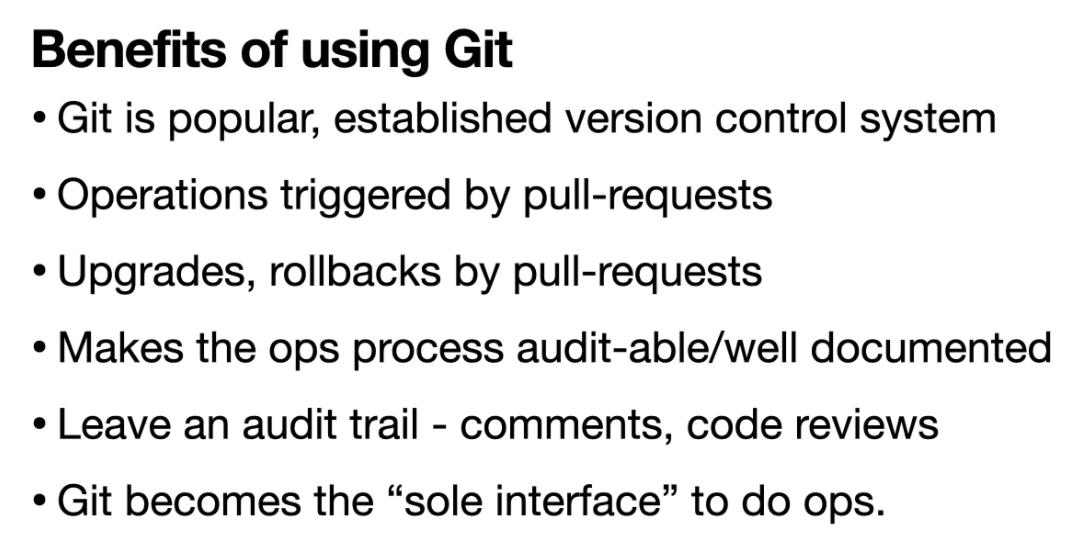 Benefits of using Git
• Git is popular, established version control system
• Operations triggered by pull-requests
• Upgrades, rollbacks by pull-requests
• Makes the ops process audit-able/well documented
• Leave an audit trail - comments, code reviews
• Git becomes the “sole interface” to do ops.